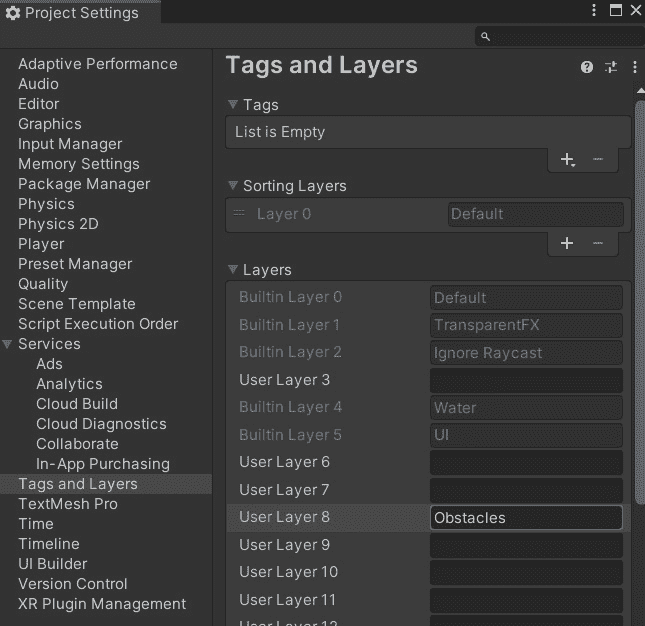 Project Settings
Adaptive Performance
Audio
Editor
Graphics
Input Manager
Memory Settings
Package Manager
Physics
Physics 2D
Player
Preset Manager
Quality
Scene Template
Script Execution Order
Services
Ads
Analytics
Cloud Build
Cloud Diagnostics
Collaborate
In-App Purchasing
Tags and Layers
TextMesh Pro
Time
Timeline
UI Builder
Version Control
XR Plugin Management
Tags and Layers
Tags
List is Empty
Sorting Layers
Layer 0 Default
Layers
Builtin Layer 0 Default
Builtin Layer 1 TransparentFX
Builtin Layer 2 Ignore Raycast
User Layer 3
Builtin Layer 4 Water
Builtin Layer 5 UI
User Layer 6
User Layer 7
User Layer 8 Obstacles
User Layer 9
User Layer 10
User Layer 11
User Layer 12